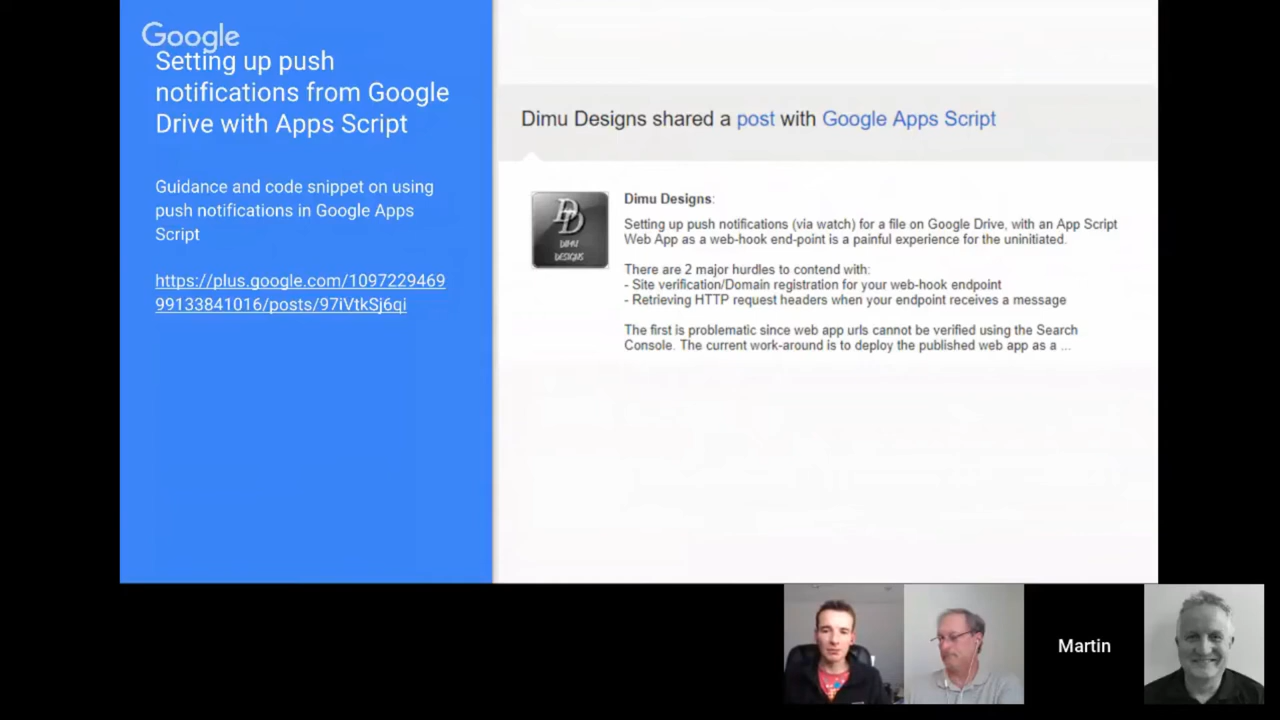 Google
Setting up push
notifications from Google
Drive with Apps Script
Guidance and code snippet on using
push notifications in Google Apps
Script
https://plus.google.com/1097229469
99133841016/posts/97iVtkSj6qi
Dimu Designs shared a post with Google Apps Script
DD
DIMU
DESIGNS
Dimu Designs:
Setting up push notifications (via watch) for a file on Google Drive, with an App Script
Web App as a web-hook end-point is a painful experience for the uninitiated.
There are 2 major hurdles to contend with:
- Site verification/Domain registration for your web-hook endpoint
- Retrieving HTTP request headers when your endpoint receives a message
The first is problematic since web app urls cannot be verified using the Search
Console. The current work-around is to deploy the published web app as a ...
Martin